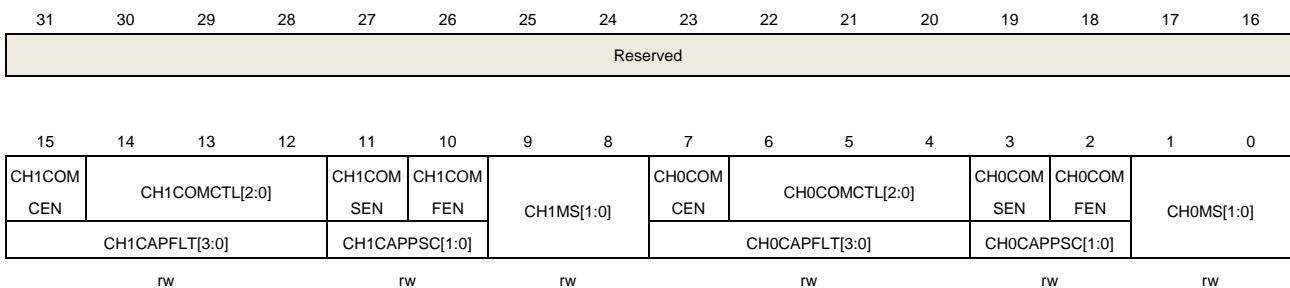 31 30 29 28 27 26 25 24 23 22 21 20 19 18 17 16
Reserved
15 14 13 12 11 10 9 8 7 6 5 4 3 2 1 0
CH1COM CEN CH1COMCTL[2:0] CH1COM SEN CH1COM FEN CH1MS[1:0] CH0COM CEN CH0COMCTL[2:0] CH0COM SEN CH0COM FEN CH0MS[1:0]
CH1CAPFLT[3:0] CH1CAPPSC[1:0] CH0CAPFLT[3:0] CH0CAPPSC[1:0]
rw rw rw rw rw rw